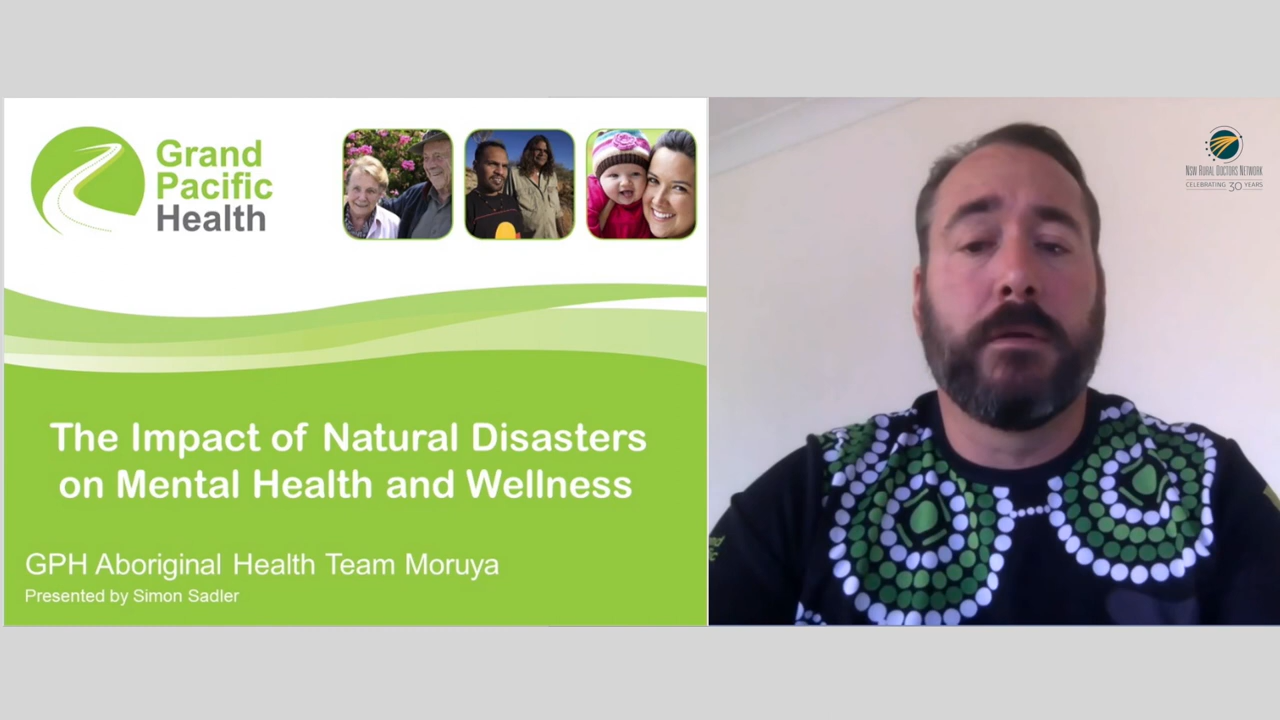 Grand
Pacific
Health
The Impact of Natural Disasters
on Mental Health and Wellness
GPH Aboriginal Health Team Moruya
Presented by Simon Sadler
NSW RURAL DOCTORS NETWORK
CELEBRATING 30 YEARS